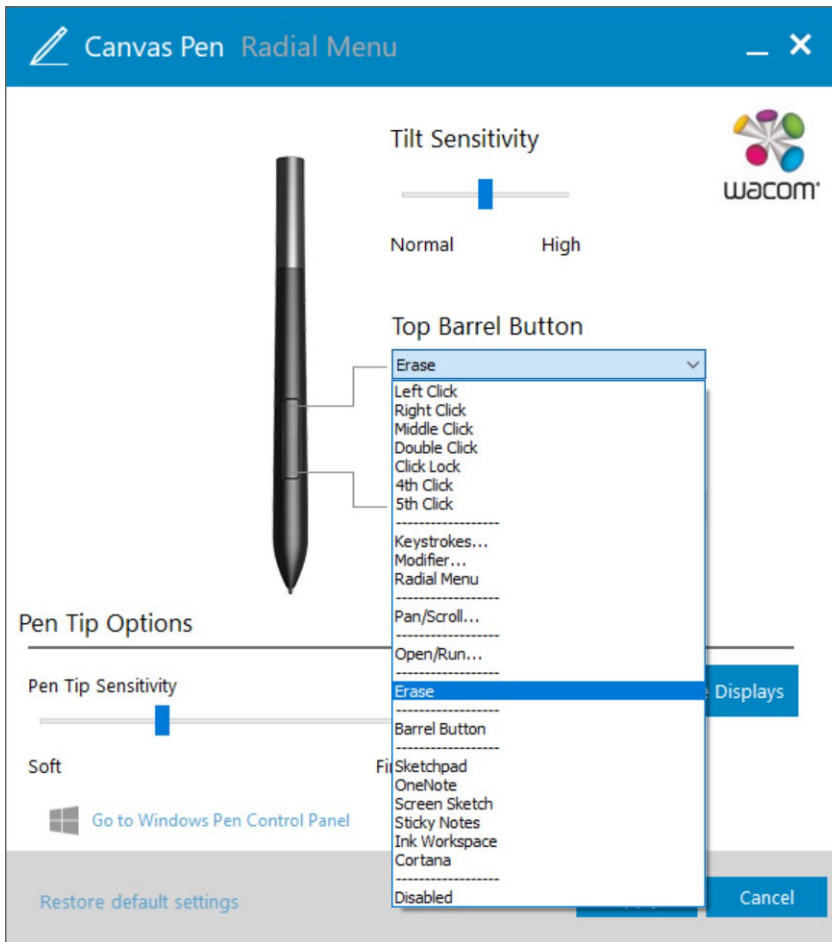 Canvas Pen Radial Menu
wacom
Tilt Sensitivity
Normal High
Top Barrel Button
Erase
Left Click
Right Click
Middle Click
Double Click
Click Lock
4th Click
5th Click
-------------------
Keystrokes...
Modifier...
Radial Menu
-------------------
Pan/Scroll...
-------------------
Open/Run...
-------------------
Erase
-------------------
Barrel Button
-------------------
Sketchpad
OneNote
Screen Sketch
Sticky Notes
Ink Workspace
Cortana
-------------------
Disabled
Pen Tip Options
Pen Tip Sensitivity
Displays
Soft Fi
Go to Windows Pen Control Panel
Restore default settings
Cancel